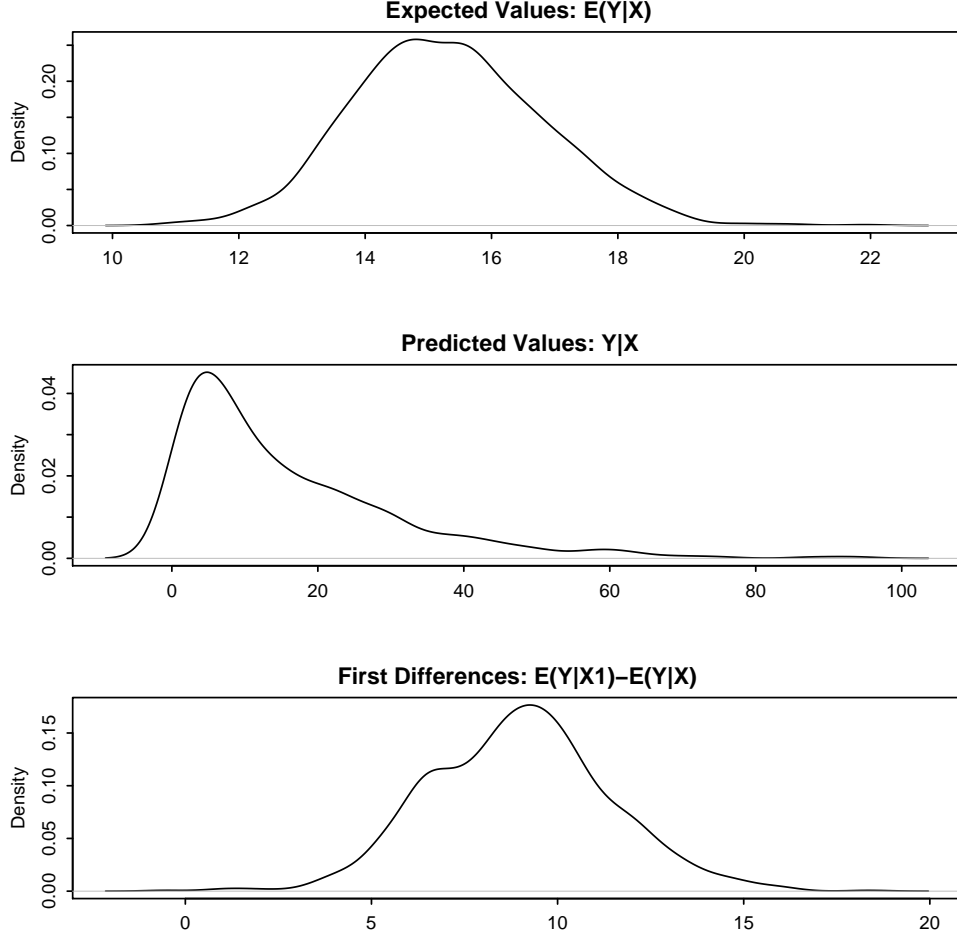 Expected Values: E(Y|X)
Density
0.00 0.10 0.20
10 12 14 16 18 20 22
Predicted Values: Y|X
Density
0.00 0.02 0.04
0 20 40 60 80 100
First Differences: E(Y|X1)−E(Y|X)
Density
0.00 0.05 0.10 0.15
0 5 10 15 20